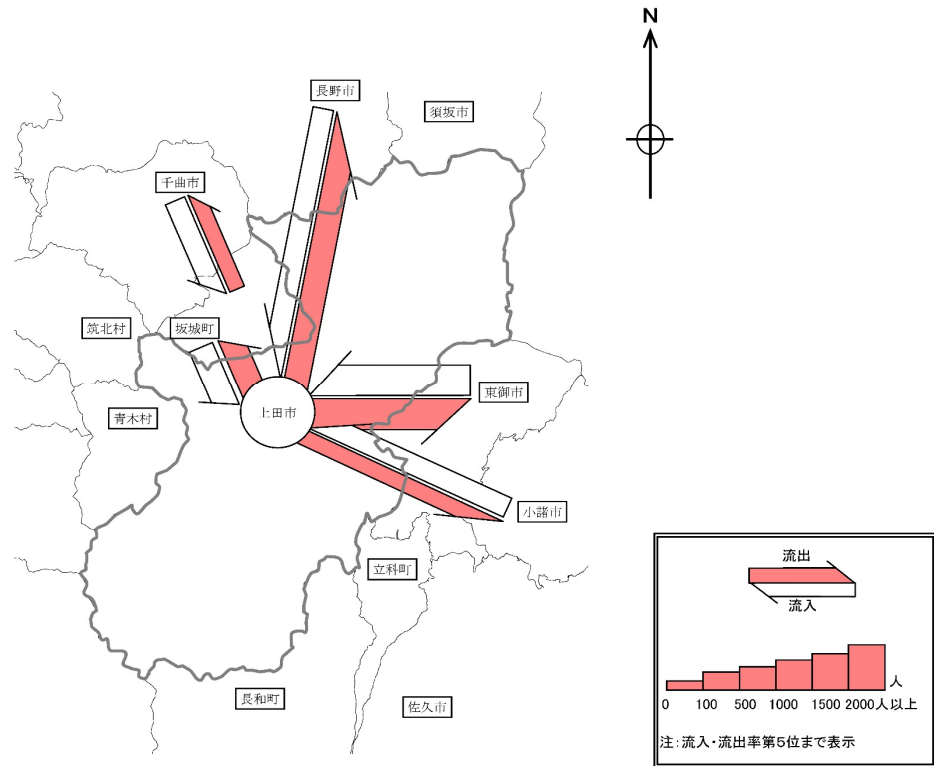 N
長野市
須坂市
千曲市
筑北村
坂城町
青木村
上田市
東御市
小諸市
立科町
長和町
佐久市
流出
流入
人
0 100 500 1000 1500 2000人以上
注:流入・流出率第5位まで表示